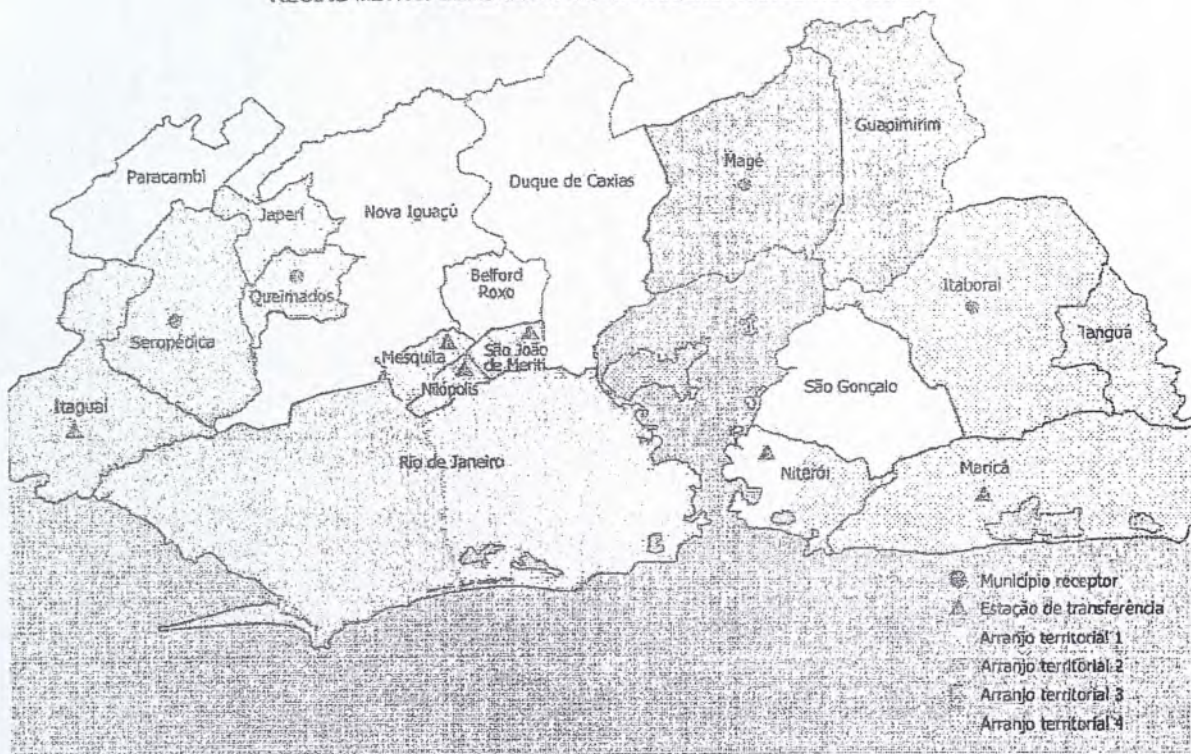 Guapimirim
Magé
Paracambi
Duque de Caxias
Japeri
Nova Iguaçú
Belford
Roxo
Itaboraí
Queimados
Seropédica
Tanguá
Mesquita
São João
de Meriti
Nilópolis
São Gonçalo
Itaguaí
Rio de Janeiro
Niterói
Maricá
Município receptor
Estação de transferência
Arranjo territorial 1
Arranjo territorial 2
Arranjo territorial 3
Arranjo territorial 4